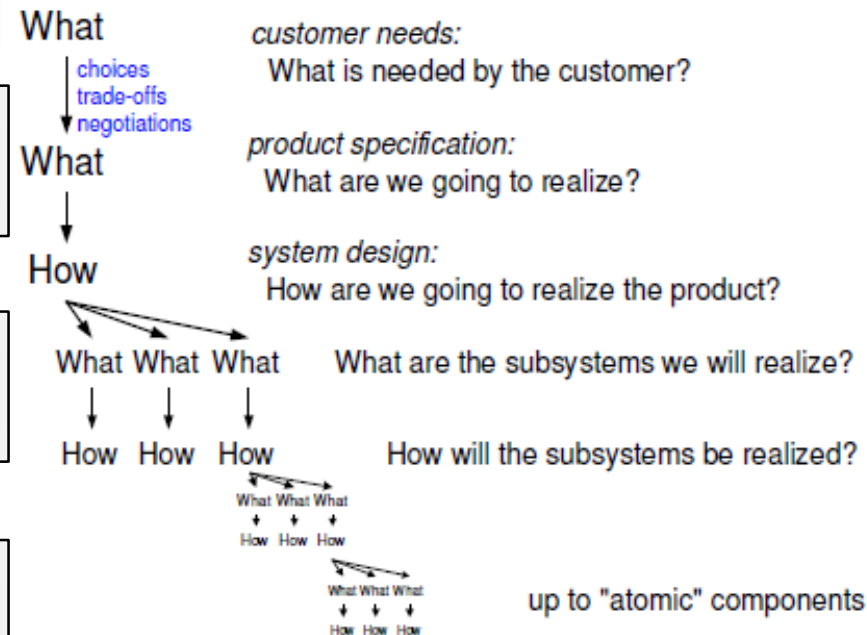 What
customer needs:
What is needed by the customer?
choices
trade-offs
negotiations
What
product specification:
What are we going to realize?
How
system design:
How are we going to realize the product?
What What What
What are the subsystems we will realize?
How How How
How will the subsystems be realized?
What What What
How How How
What What What
up to "atomic" components
How How How